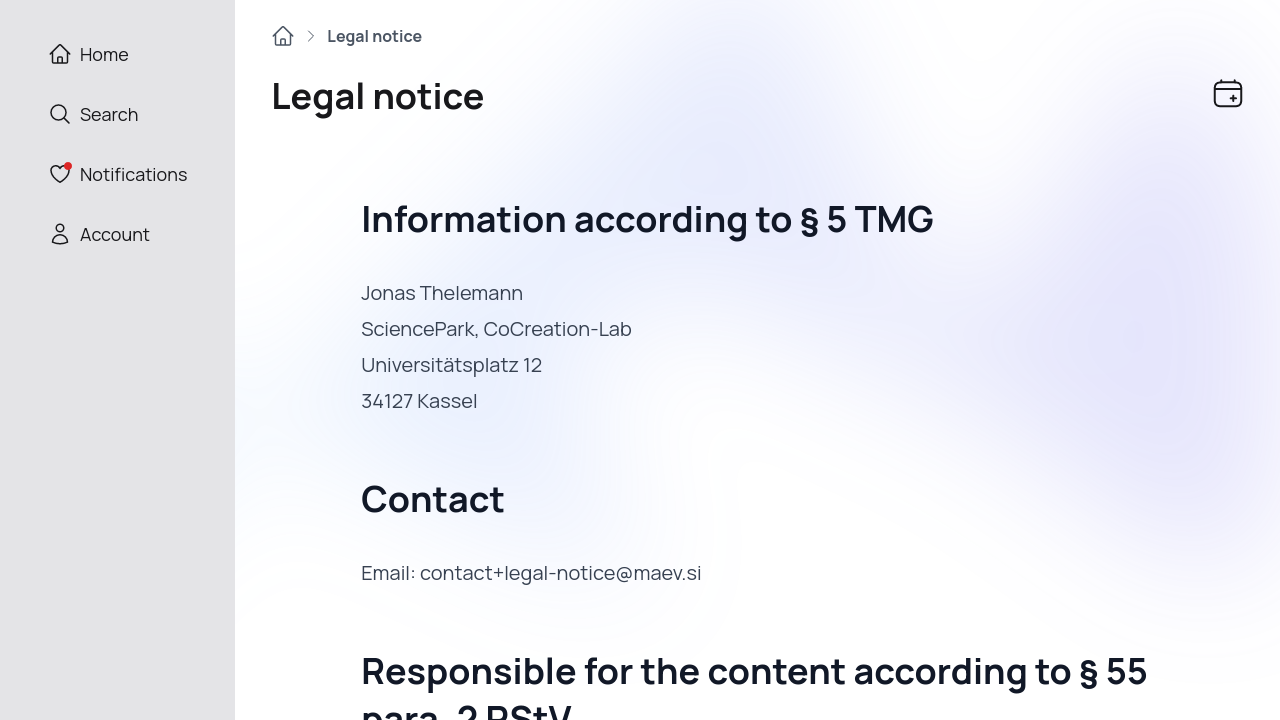 Home
Search
Notifications
Account
Legal notice
Legal notice
Information according to § 5 TMG
Jonas Thelemann
SciencePark, CoCreation-Lab
Universitätsplatz 12
34127 Kassel
Contact
Email: contact+legal-notice@maev.si
Responsible for the content according to § 55
para. 2 RStV